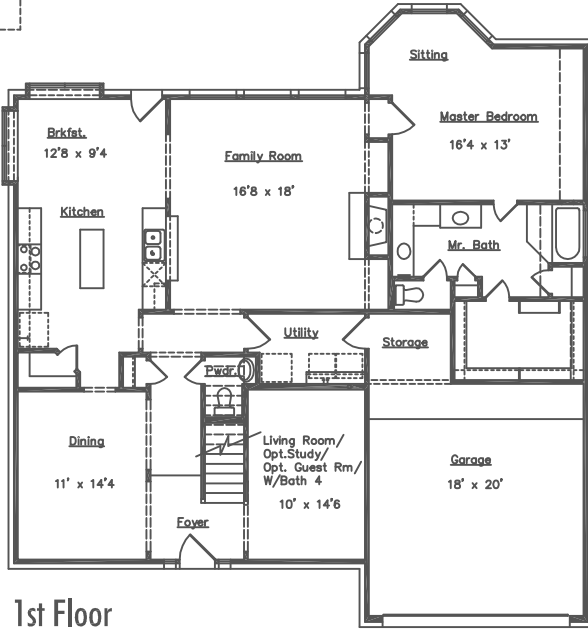 Sitting
Master Bedroom
16'4 x 13'
Brkfst.
12'8 x 9'4
Family Room
16'8 x 18'
Kitchen
Mr. Bath
Utility
Storage
Pwdr.
Dining
11' x 14'4
Living Room/
Opt.Study/
Opt. Guest Rm/
W/Bath 4
10' x 14'6
Garage
18' x 20'
Foyer
1st Floor